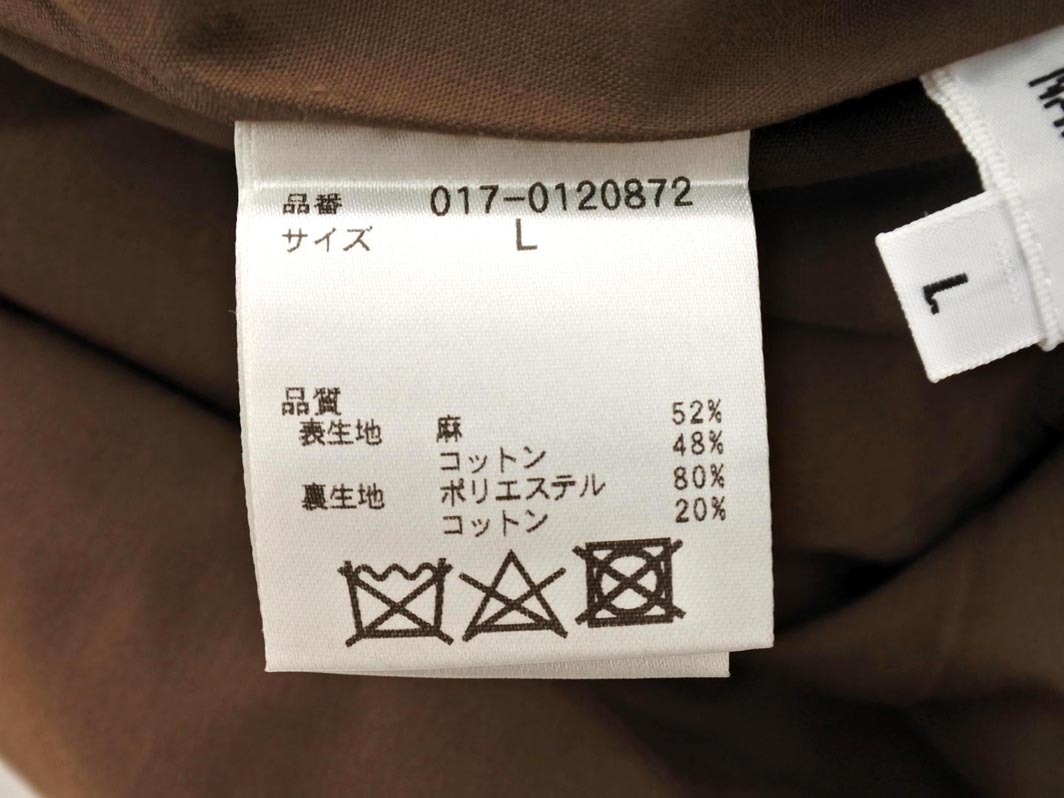 品番 017-0120872
サイズ L
品質
表生地 麻 52%
コットン 48%
裏生地 ポリエステル 80%
コットン 20%
L